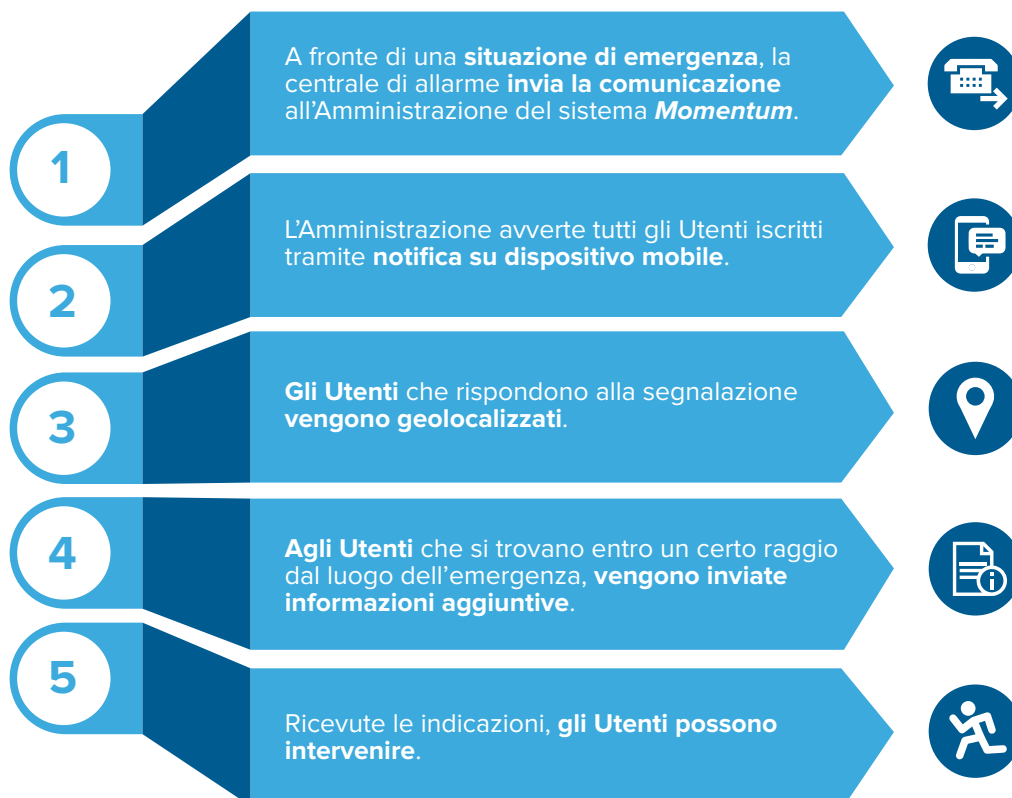 1
A fronte di una situazione di emergenza, la
centrale di allarme invia la comunicazione
all'Amministrazione del sistema Momentum.
2
L'Amministrazione avverte tutti gli Utenti iscritti
tramite notifica su dispositivo mobile.
3
Gli Utenti che rispondono alla segnalazione
vengono geolocalizzati.
4
Agli Utenti che si trovano entro un certo raggio
dal luogo dell'emergenza, vengono inviate
informazioni aggiuntive.
5
Ricevute le indicazioni, gli Utenti possono
intervenire.